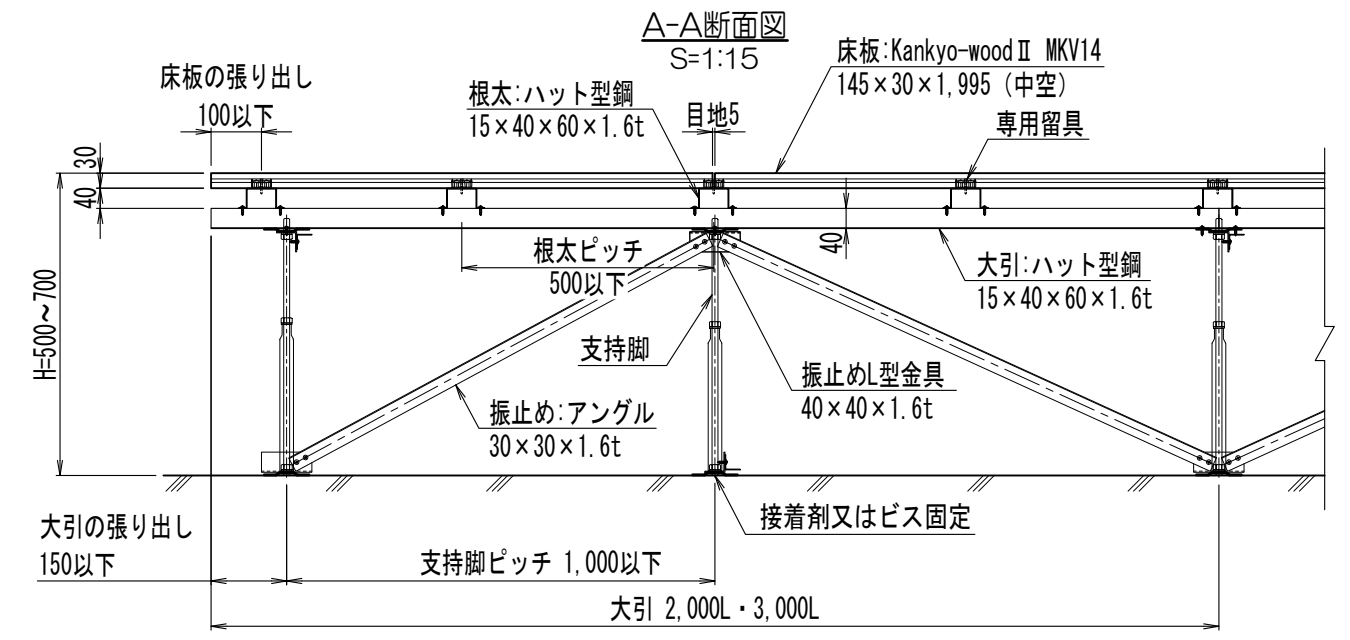 A-A断面図
S=1:15
床板の張り出し
100以下
根太:ハット型鋼
15×40×60×1.6t
目地5
床板:Kankyo-woodⅡ MKV14
145×30×1,995 (中空)
専用留具
30
40
H=500~700
根太ピッチ
500以下
40
大引:ハット型鋼
15×40×60×1.6t
支持脚
振止めL型金具
40×40×1.6t
振止め:アングル
30×30×1.6t
接着剤又はビス固定
大引の張り出し
150以下
支持脚ピッチ 1,000以下
大引 2,000L・3,000L